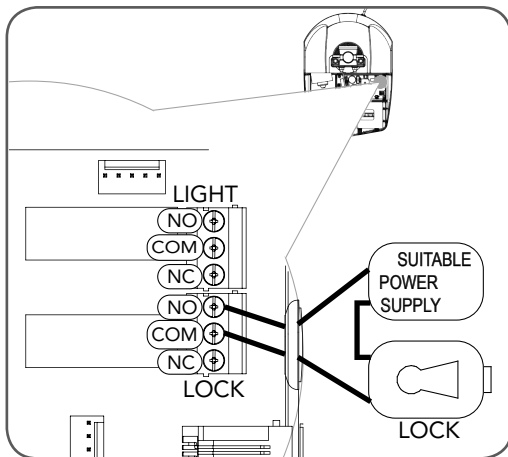 LIGHT
NO
COM
NC
NO
COM
NC
LOCK
SUITABLE
POWER
SUPPLY
LOCK